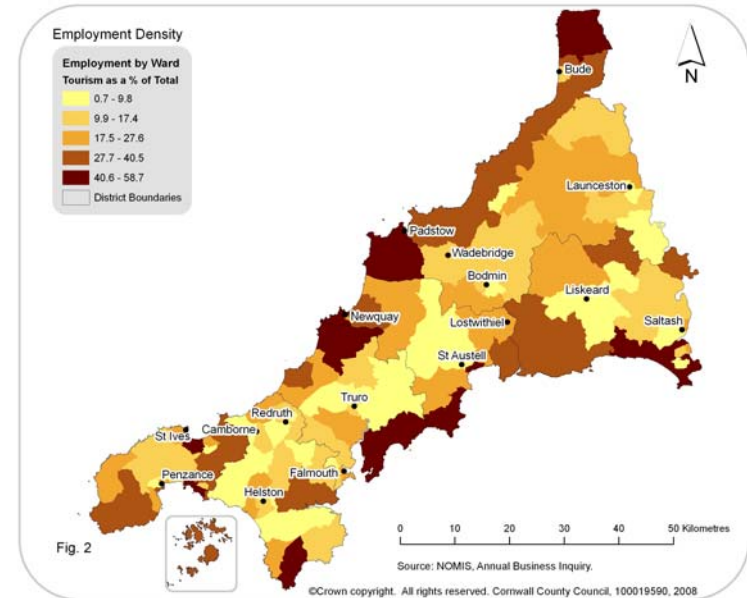 Employment Density
Employment by Ward
Tourism as a % of Total
0.7 - 9.8
9.9 - 17.4
17.5 - 27.6
27.7 - 40.5
40.6 - 58.7
District Boundaries
N
Bude
Launceston
Padstow
Wadebridge
Bodmin
Liskeard
Newquay
Lostwithiel
Saltash
St Austell
Truro
Redruth
Camborne
St Ives
Penzance
Falmouth
Helston
0 10 20 30 40 50 Kilometres
Fig. 2
Source: NOMIS, Annual Business Inquiry.
©Crown copyright. All rights reserved. Cornwall County Council, 100019590, 2008